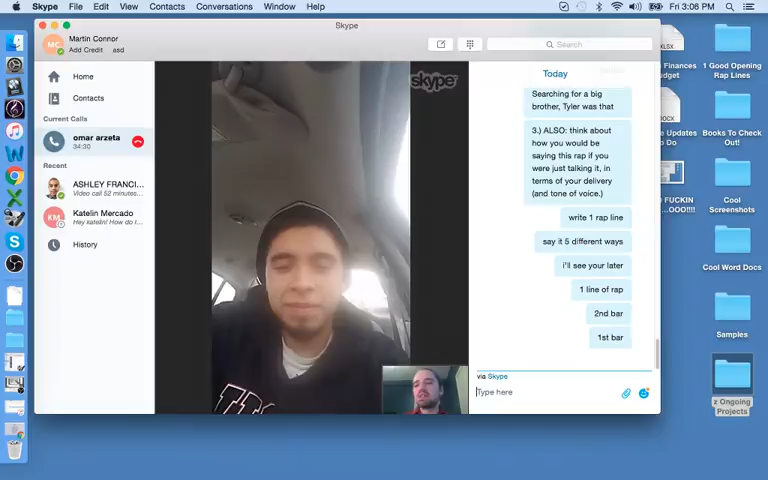 Skype File Edit View Contacts Conversations Window Help Fri 3:06 PM
Skype
MC Martin Connor
Add Credit asd
Search
Home
Contacts
Current Calls
omar arzeta
34:30
Recent
ASHLEY FRANCI...
Video call 52 minutes...
KM Katelin Mercado
Hey katelin! How do t...
History
skype
Today
Searching for a big
brother, Tyler was that
3.) ALSO: think about
how you would be
saying this rap if you
were just talking it, in
terms of your delivery
(and tone of voice.)
write 1 rap line
say it 5 different ways
i'll see your later
1 line of rap
2nd bar
1st bar
via Skype
Type here
XLSX
Finances
dget
1 Good Opening
Rap Lines
OCX
e Updates
Do
Books To Check
Out!
FUCKIN
...OOO!!!!
Cool
Screenshots
Cool Word Docs
Samples
z Ongoing
Projects